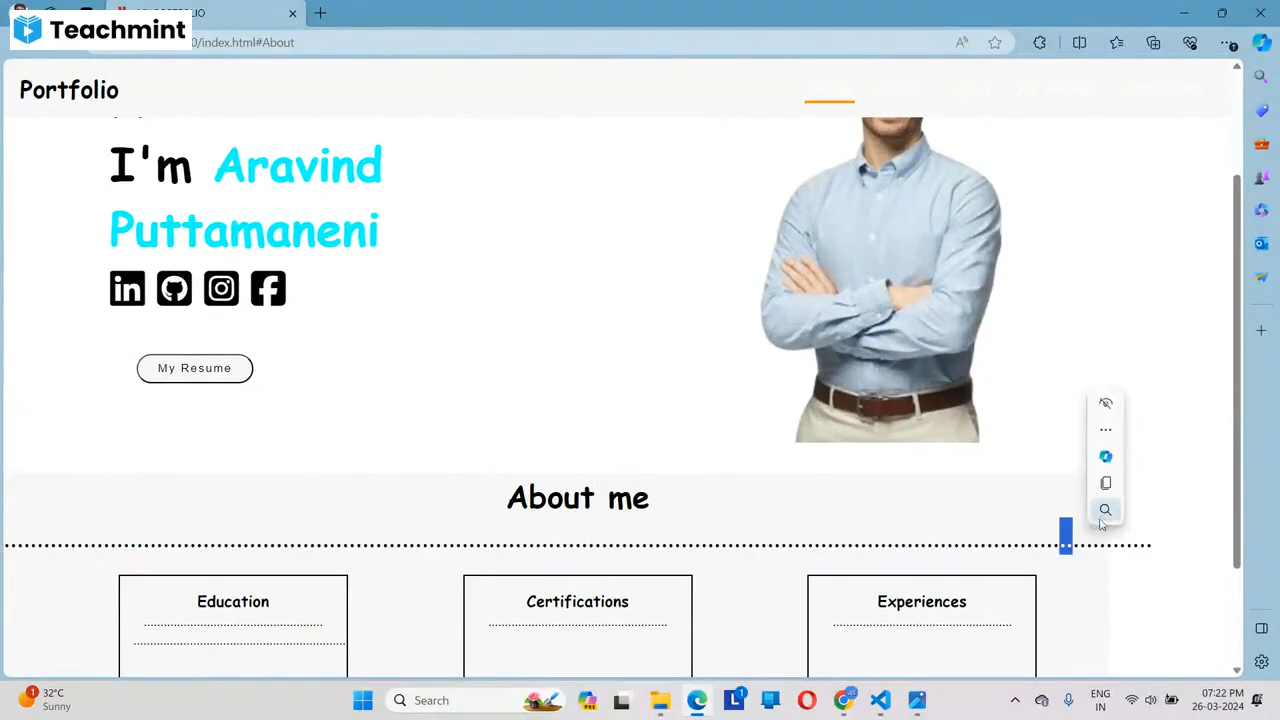 Teachmint
0/index.html#About
Portfolio
I'm Aravind
Puttamaneni
My Resume
About me
Education
Certifications
Experiences
32°C
Sunny
Search
ENG
IN
07:22 PM
26-03-2024